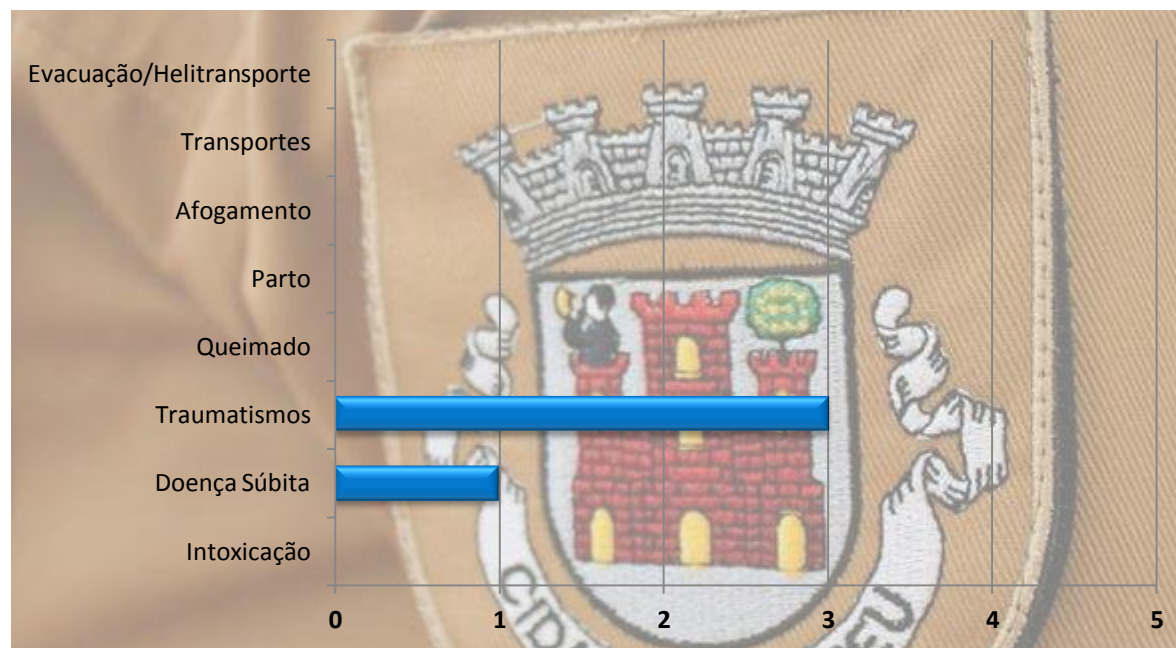 Evacuação/Helitransporte
Transportes
Afogamento
Parto
Queimado
Traumatismos
Doença Súbita
Intoxicação
0 1 2 3 4 5